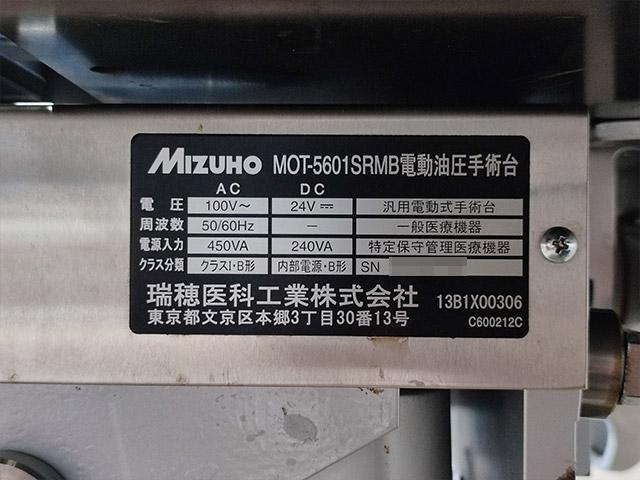 MIZUHO MOT-5601SRMB電動油圧手術台
AC DC
電圧 100V～ 24V⎓ 汎用電動式手術台
周波数 50/60Hz － 一般医療機器
電源入力 450VA 240VA 特定保守管理医療機器
クラス分類 クラスI・B形 内部電源・B形 SN
瑞穂医科工業株式会社 13B1X00306
東京都文京区本郷3丁目30番13号 C600212C